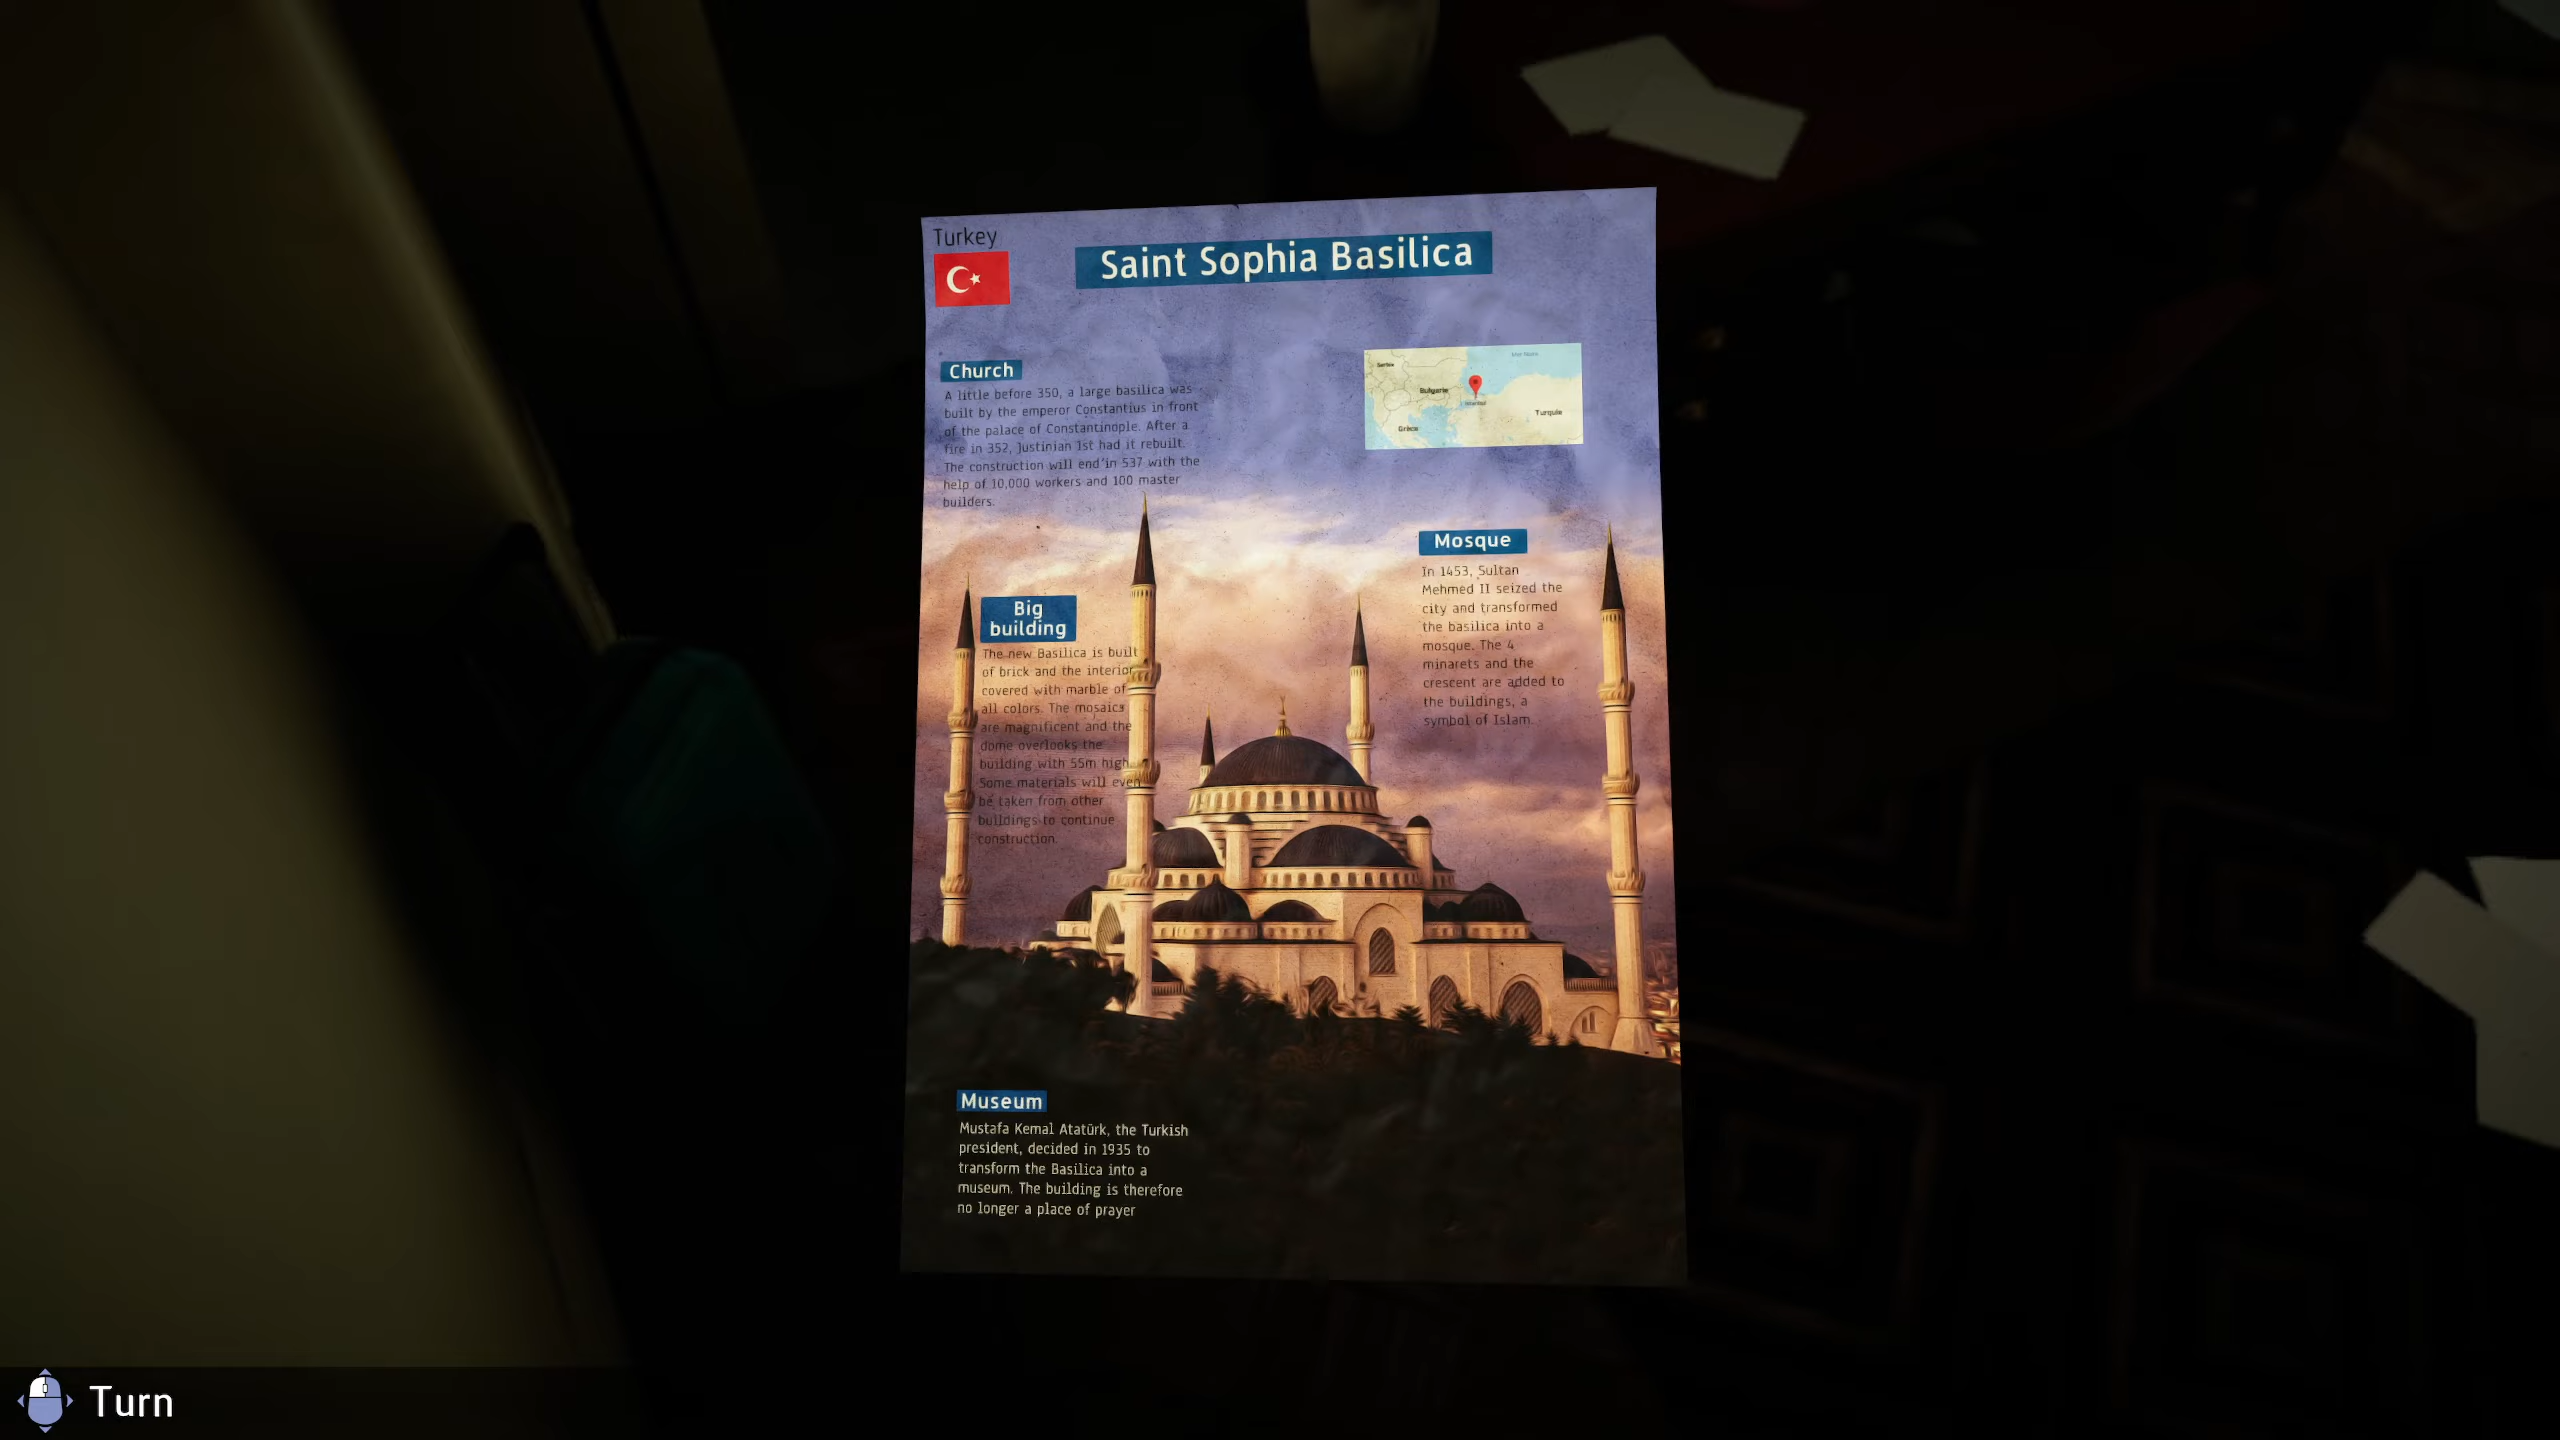 Turkey
Saint Sophia Basilica
Church
A little before 350, a large basilica was
built by the emperor Constantius in front
of the palace of Constantinople. After a
fire in 352, Justinian 1st had it rebuilt.
The construction will end in 537 with the
help of 10,000 workers and 100 master
builders.
Mer Noire
Serbie
Bulgarie
Istanbul
Turquie
Grèce
Mosque
In 1453, Sultan
Mehmed II seized the
city and transformed
the basilica into a
mosque. The 4
minarets and the
crescent are added to
the buildings, a
symbol of Islam.
Big
building
The new Basilica is built
of brick and the interior
covered with marble of
all colors. The mosaics
are magnificent and the
dome overlooks the
building with 55m high.
Some materials will even
be taken from other
buildings to continue
construction.
Museum
Mustafa Kemal Atatürk, the Turkish
president, decided in 1935 to
transform the Basilica into a
museum. The building is therefore
no longer a place of prayer
Turn